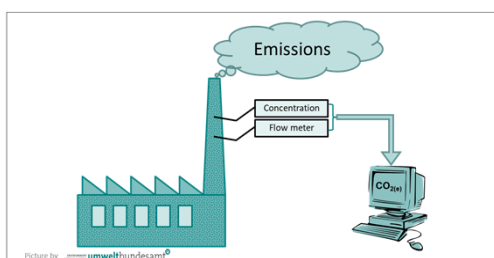 Emissions
Concentration
Flow meter
CO2(e)
Picture by umweltbundesamt